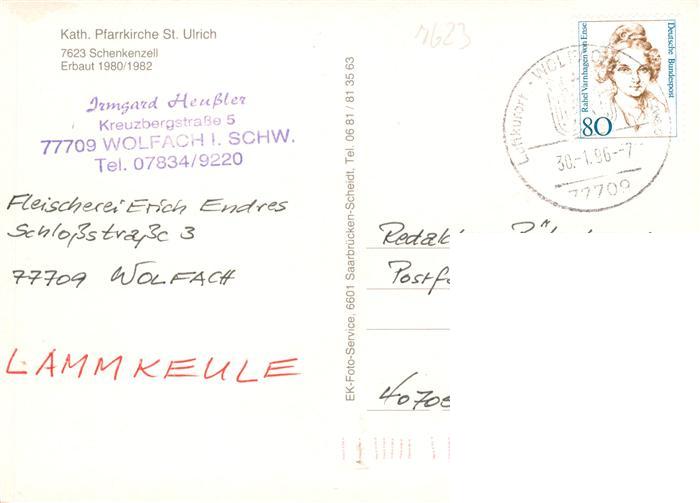 Kath. Pfarrkirche St. Ulrich
7623 Schenkenzell
Erbaut 1980/1982
7623
Irmgard Heußler
Kreuzbergstraße 5
77709 WOLFACH I. SCHW.
Tel. 07834/9220
Fleischerei Erich Endres
Schloßstraße 3
77709 WOLFACH
LAMMKEULE
EK-Foto-Service, 6601 Saarbrücken-Scheidt, Tel. 06 81 / 81 35 63
Rahel Varnhagen von Ense
Deutsche Bundespost
80
Luftkurort
30.-1.96.--7
77709
Postf